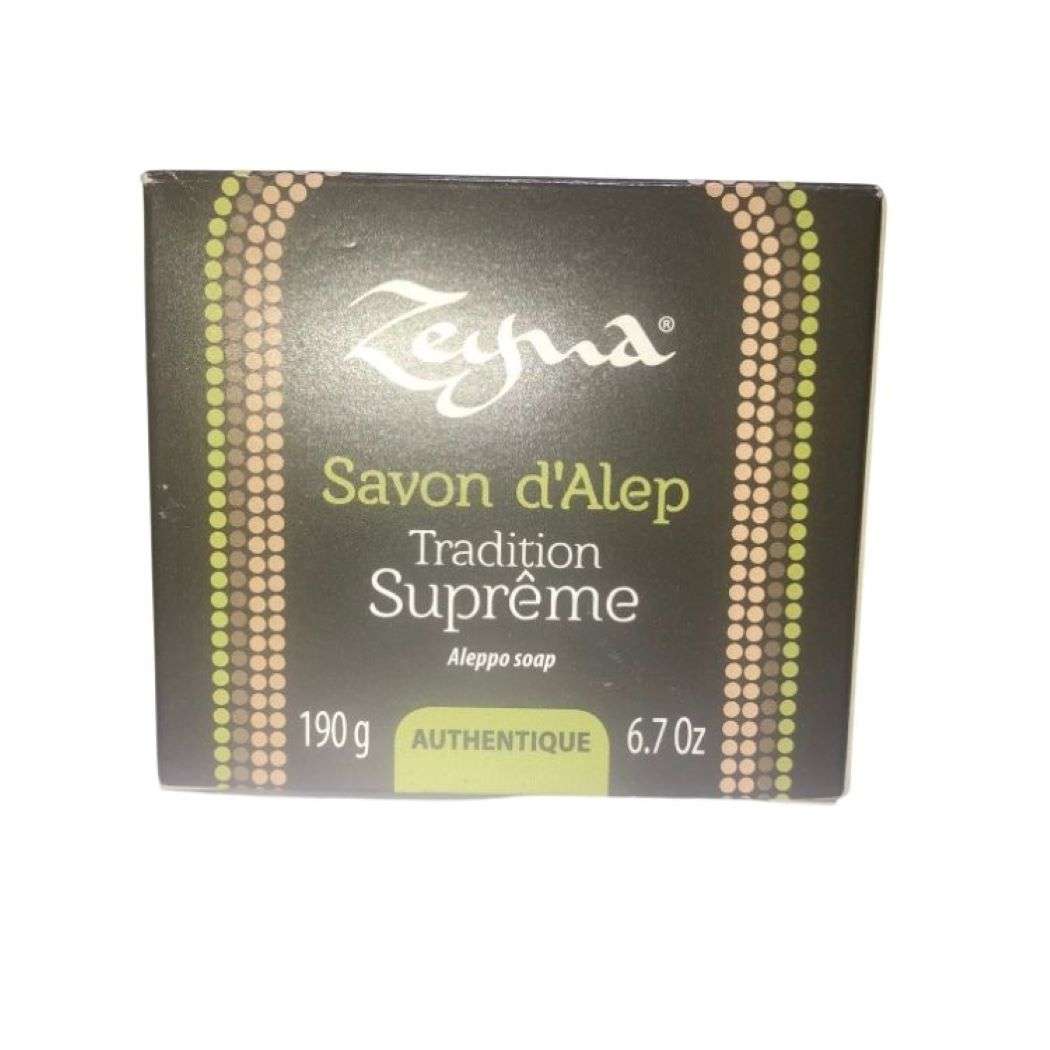 Zeyna®
Savon d'Alep
Tradition
Suprême
Aleppo soap
190 g
AUTHENTIQUE
6.7 Oz